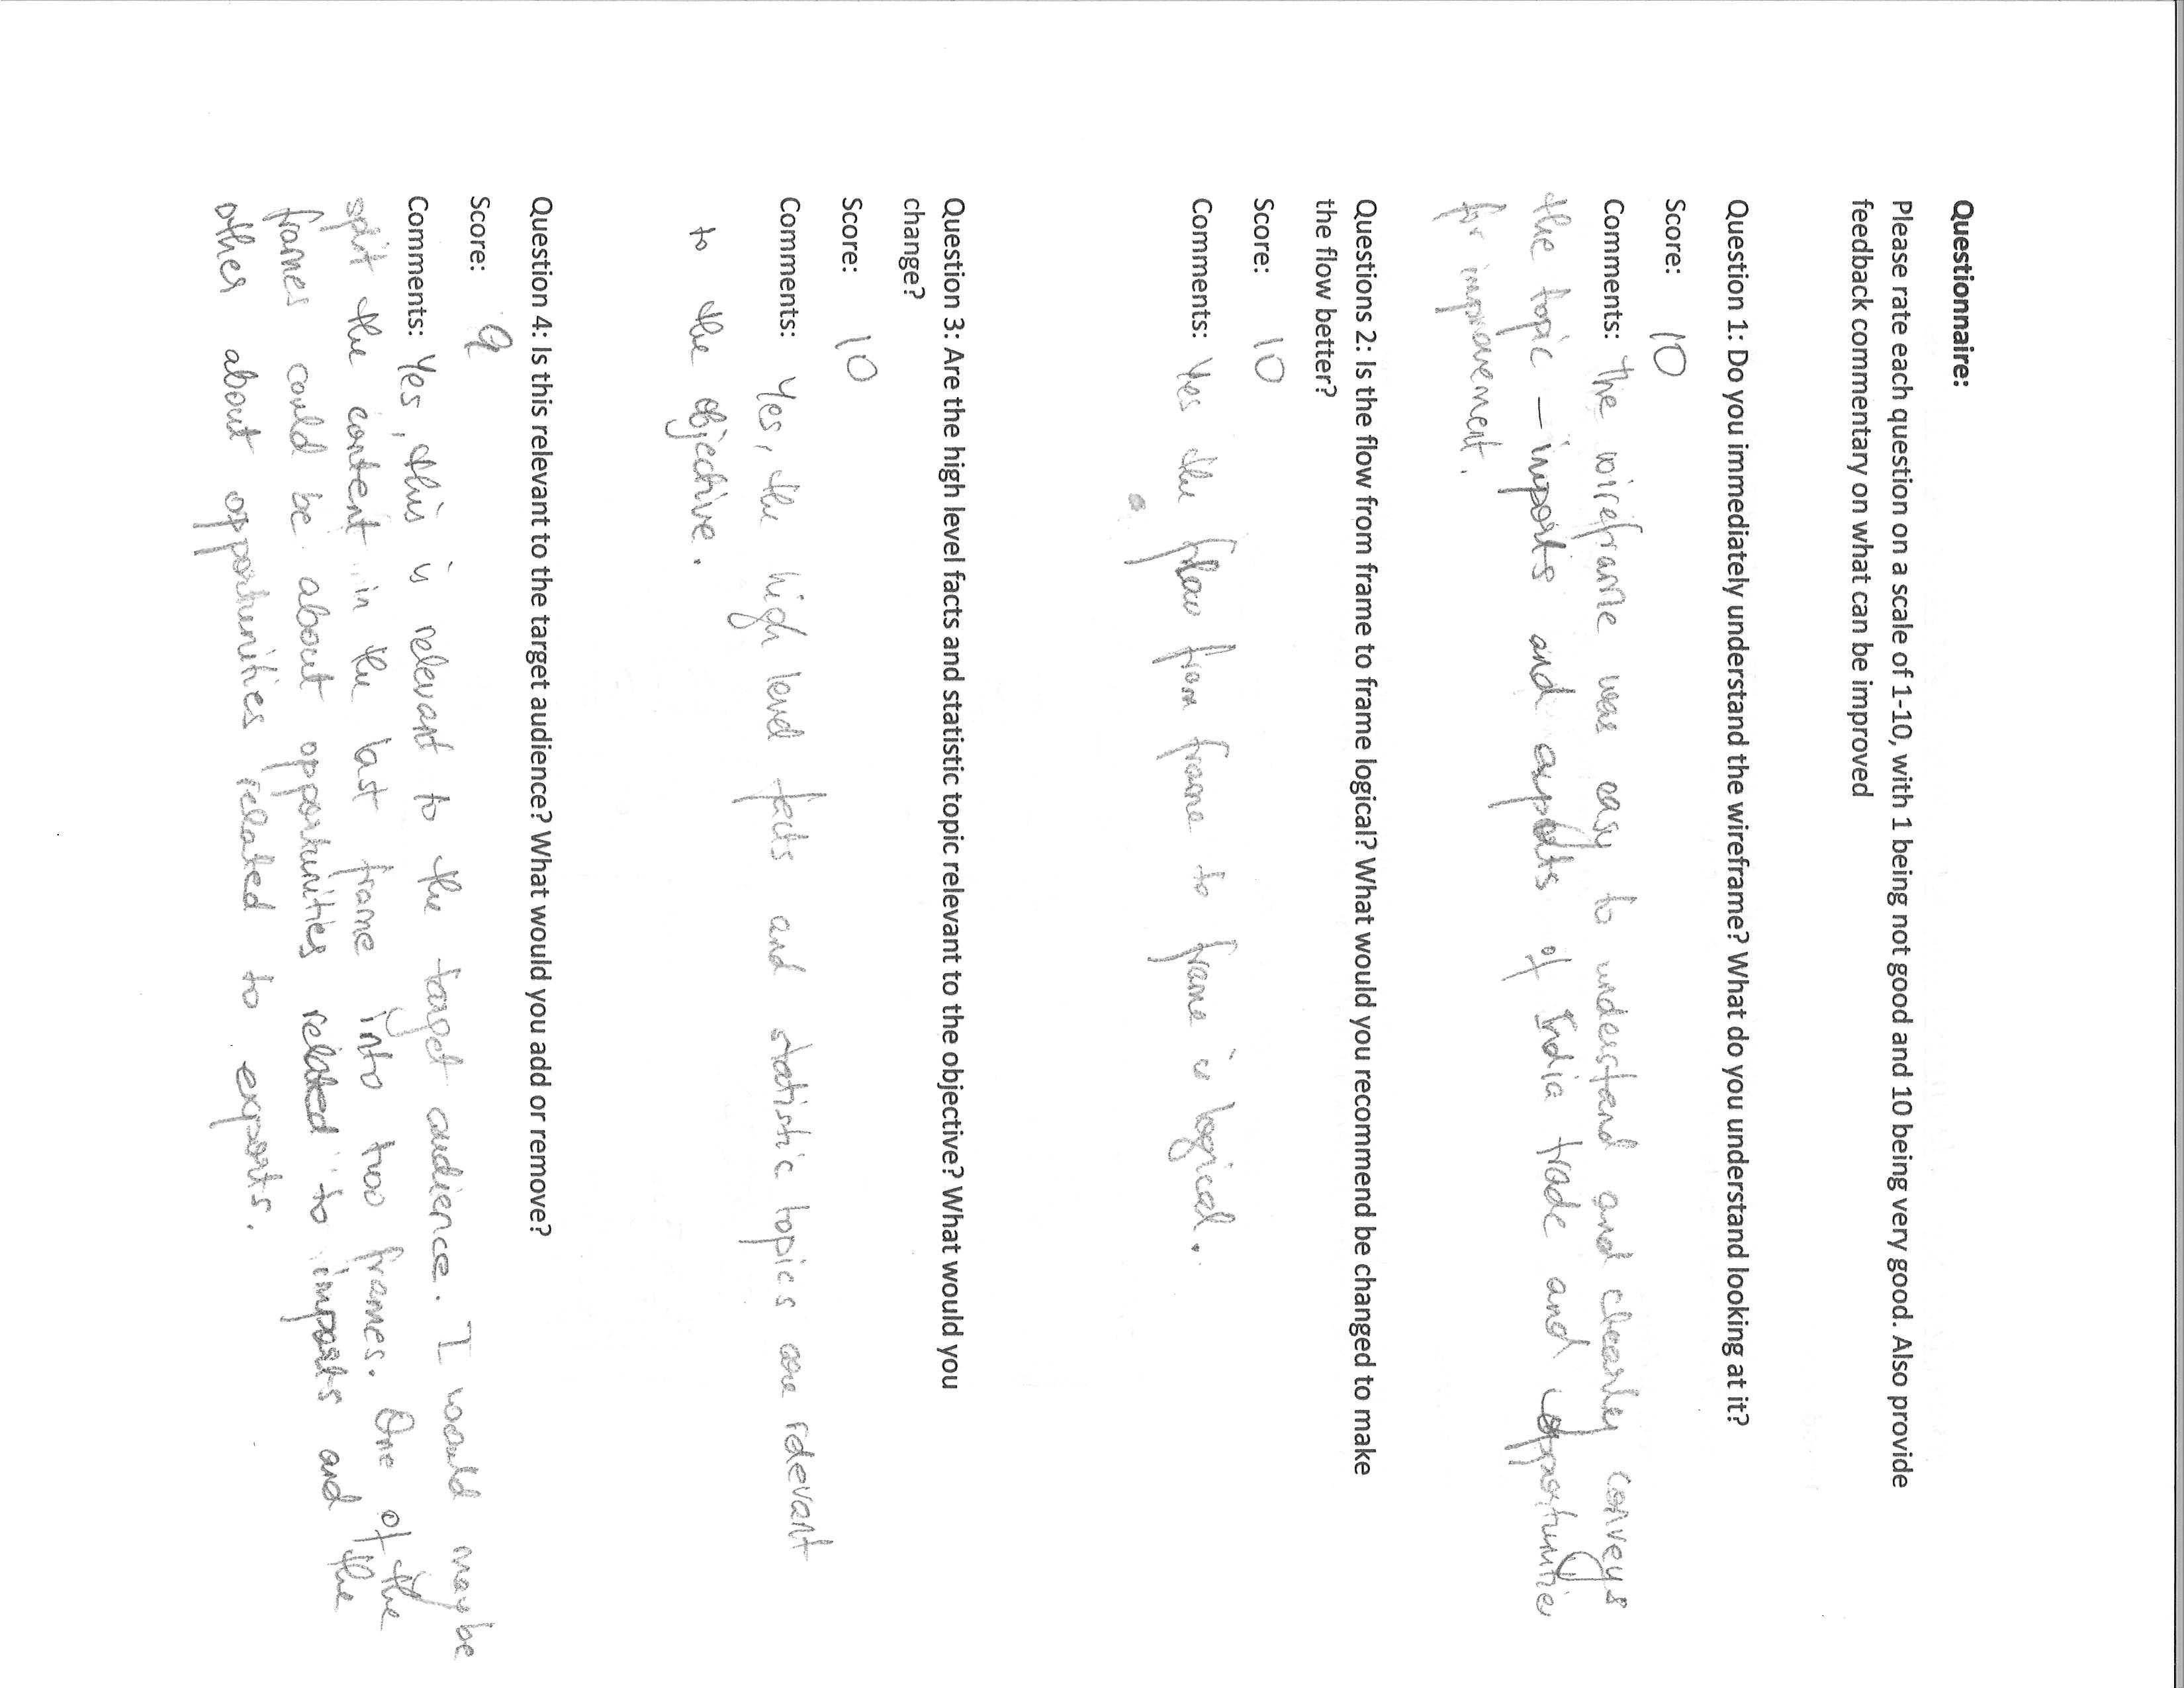 Questionnaire:
Please rate each question on a scale of 1-10, with 1 being not good and 10 being very good. Also provide
feedback commentary on what can be improved
Question 1: Do you immediately understand the wireframe? What do you understand looking at it?
Score: 10
Comments: The wireframe was easy to understand and clearly conveys
the topic – imports and exports of India trade and opportunities
for improvement.
Questions 2: Is the flow from frame to frame logical? What would you recommend be changed to make
the flow better?
Score: 10
Comments: Yes the flow from frame to frame is logical.
Question 3: Are the high level facts and statistic topic relevant to the objective? What would you
change?
Score: 10
Comments: Yes, the high level facts and statistic topics are relevant
to the objective.
Question 4: Is this relevant to the target audience? What would you add or remove?
Score: 9
Comments: Yes, this is relevant to the target audience. I would maybe
split the content in the last frame into two frames. One of the
frames could be about opportunities related to imports and the
other about opportunities related to exports.